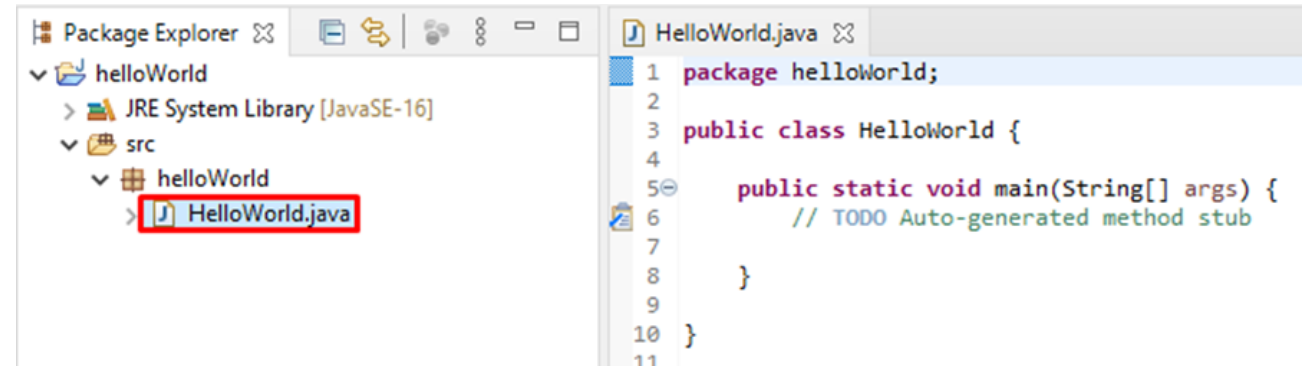 Package Explorer
helloWorld
JRE System Library [JavaSE-16]
src
helloWorld
HelloWorld.java
HelloWorld.java
1 package helloWorld;
2
3 public class HelloWorld {
4
5 public static void main(String[] args) {
6 // TODO Auto-generated method stub
7
8 }
9
10 }
11